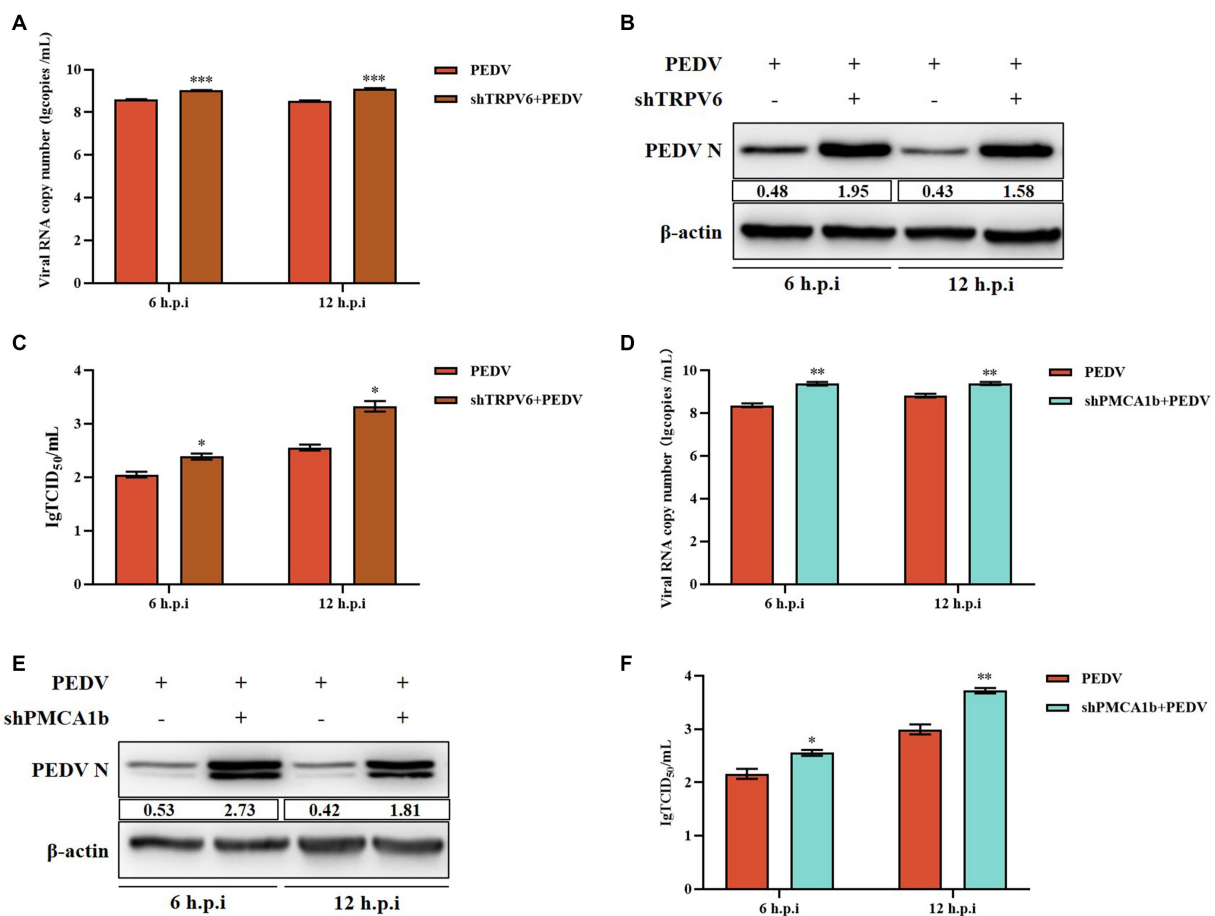 A
Viral RNA copy number (lgcopies /mL)
10
8
6
4
2
0
***
***
6 h.p.i
12 h.p.i
PEDV
shTRPV6+PEDV
B
PEDV + + + +
shTRPV6 - + - +
PEDV N
0.48 1.95 0.43 1.58
β-actin
6 h.p.i 12 h.p.i
C
lgTCID50/mL
4
3
2
1
0
*
*
6 h.p.i
12 h.p.i
PEDV
shTRPV6+PEDV
D
Viral RNA copy number (lgcopies /mL)
10
8
6
4
2
0
**
**
6 h.p.i
12 h.p.i
PEDV
shPMCA1b+PEDV
E
PEDV + + + +
shPMCA1b - + - +
PEDV N
0.53 2.73 0.42 1.81
β-actin
6 h.p.i 12 h.p.i
F
lgTCID50/mL
4
3
2
1
0
*
**
6 h.p.i
12 h.p.i
PEDV
shPMCA1b+PEDV